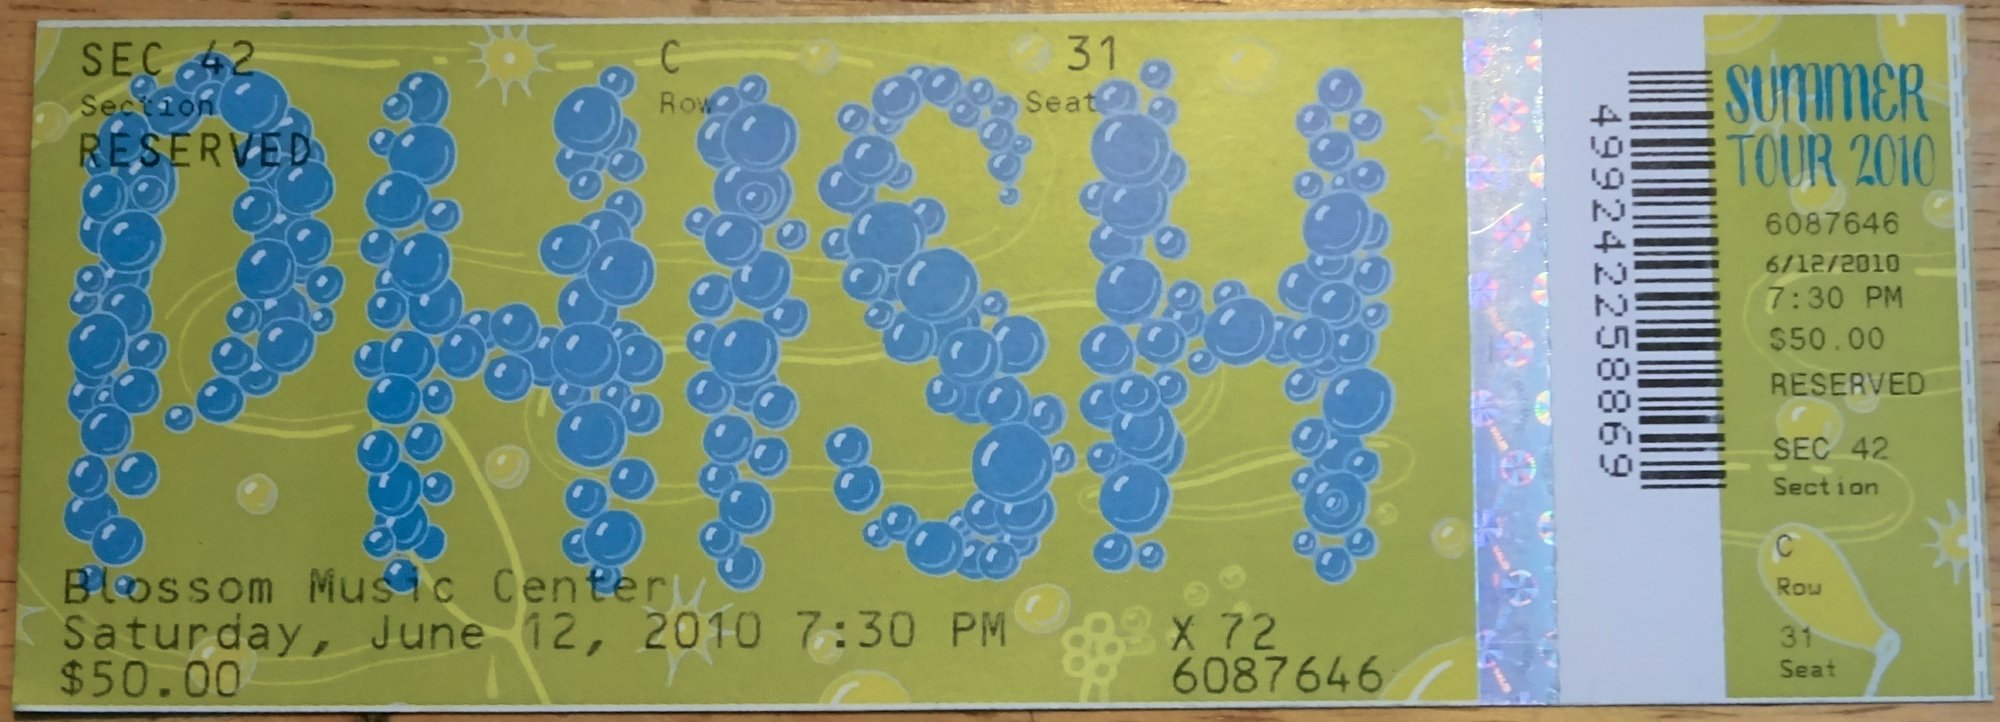 SEC 42 C 31
Section Row Seat
RESERVED
PHISH
Blossom Music Center
Saturday, June 12, 2010 7:30 PM X 72
$50.00 6087646
499242258869
SUMMER
TOUR 2010
6087646
6/12/2010
7:30 PM
$50.00
RESERVED
SEC 42
Section
C
Row
31
Seat